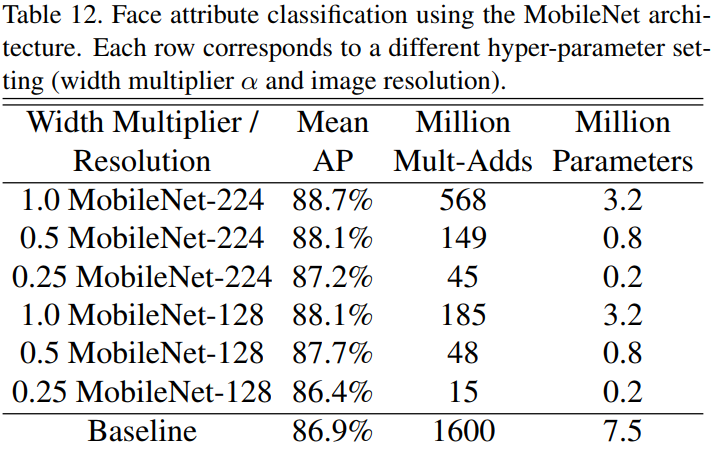 Table 12. Face attribute classification using the MobileNet archi-
tecture. Each row corresponds to a different hyper-parameter set-
ting (width multiplier α and image resolution).
Width Multiplier / Mean Million Million
Resolution AP Mult-Adds Parameters
1.0 MobileNet-224 88.7% 568 3.2
0.5 MobileNet-224 88.1% 149 0.8
0.25 MobileNet-224 87.2% 45 0.2
1.0 MobileNet-128 88.1% 185 3.2
0.5 MobileNet-128 87.7% 48 0.8
0.25 MobileNet-128 86.4% 15 0.2
Baseline 86.9% 1600 7.5